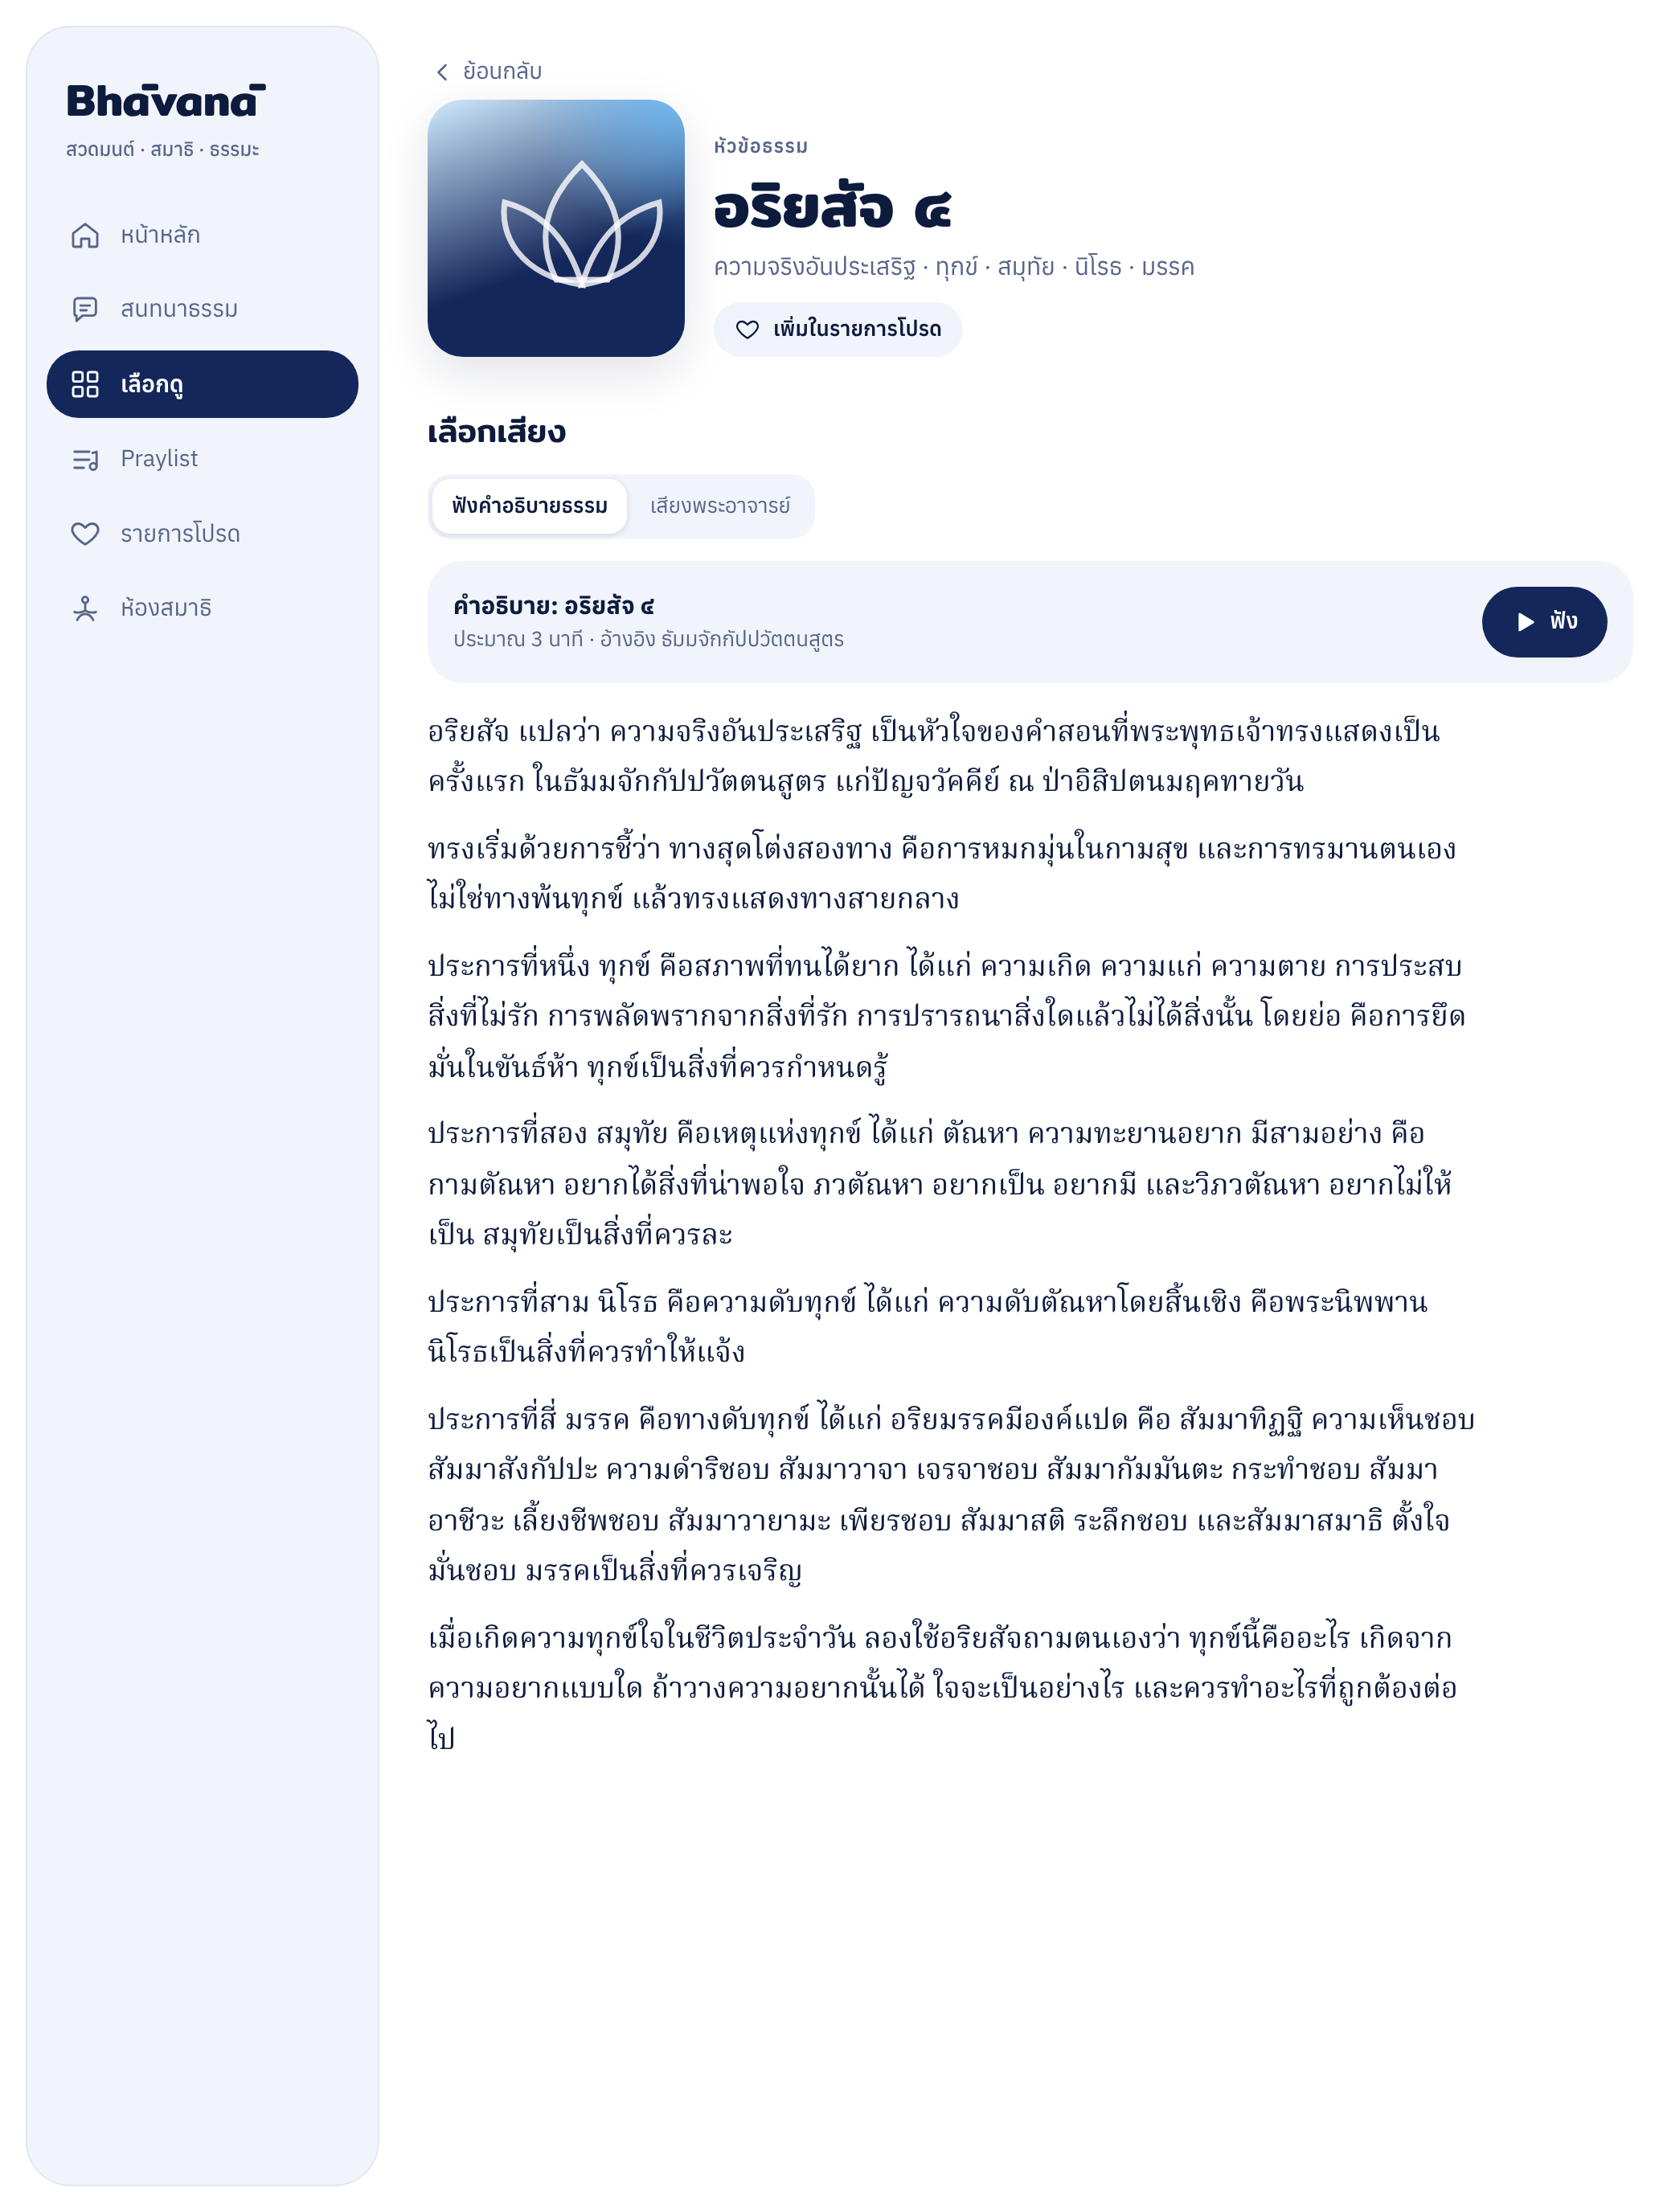 Bhāvanā
สวดมนต์ · สมาธิ · ธรรมะ
หน้าหลัก
สนทนาธรรม
เลือกดู
Praylist
รายการโปรด
ห้องสมาธิ
ย้อนกลับ
หัวข้อธรรม
อริยสัจ ๔
ความจริงอันประเสริฐ · ทุกข์ · สมุทัย · นิโรธ · มรรค
เพิ่มในรายการโปรด
เลือกเสียง
ฟังคำอธิบายธรรม
เสียงพระอาจารย์
คำอธิบาย: อริยสัจ ๔
ประมาณ 3 นาที · อ้างอิง ธัมมจักกัปปวัตตนสูตร
ฟัง
อริยสัจ แปลว่า ความจริงอันประเสริฐ เป็นหัวใจของคำสอนที่พระพุทธเจ้าทรงแสดงเป็น
ครั้งแรก ในธัมมจักกัปปวัตตนสูตร แก่ปัญจวัคคีย์ ณ ป่าอิสิปตนมฤคทายวัน
ทรงเริ่มด้วยการชี้ว่า ทางสุดโต่งสองทาง คือการหมกมุ่นในกามสุข และการทรมานตนเอง
ไม่ใช่ทางพ้นทุกข์ แล้วทรงแสดงทางสายกลาง
ประการที่หนึ่ง ทุกข์ คือสภาพที่ทนได้ยาก ได้แก่ ความเกิด ความแก่ ความตาย การประสบ
สิ่งที่ไม่รัก การพลัดพรากจากสิ่งที่รัก การปรารถนาสิ่งใดแล้วไม่ได้สิ่งนั้น โดยย่อ คือการยึด
มั่นในขันธ์ห้า ทุกข์เป็นสิ่งที่ควรกำหนดรู้
ประการที่สอง สมุทัย คือเหตุแห่งทุกข์ ได้แก่ ตัณหา ความทะยานอยาก มีสามอย่าง คือ
กามตัณหา อยากได้สิ่งที่น่าพอใจ ภวตัณหา อยากเป็น อยากมี และวิภวตัณหา อยากไม่ให้
เป็น สมุทัยเป็นสิ่งที่ควรละ
ประการที่สาม นิโรธ คือความดับทุกข์ ได้แก่ ความดับตัณหาโดยสิ้นเชิง คือพระนิพพาน
นิโรธเป็นสิ่งที่ควรทำให้แจ้ง
ประการที่สี่ มรรค คือทางดับทุกข์ ได้แก่ อริยมรรคมีองค์แปด คือ สัมมาทิฏฐิ ความเห็นชอบ
สัมมาสังกัปปะ ความดำริชอบ สัมมาวาจา เจรจาชอบ สัมมากัมมันตะ กระทำชอบ สัมมา
อาชีวะ เลี้ยงชีพชอบ สัมมาวายามะ เพียรชอบ สัมมาสติ ระลึกชอบ และสัมมาสมาธิ ตั้งใจ
มั่นชอบ มรรคเป็นสิ่งที่ควรเจริญ
เมื่อเกิดความทุกข์ใจในชีวิตประจำวัน ลองใช้อริยสัจถามตนเองว่า ทุกข์นี้คืออะไร เกิดจาก
ความอยากแบบใด ถ้าวางความอยากนั้นได้ ใจจะเป็นอย่างไร และควรทำอะไรที่ถูกต้องต่อ
ไป